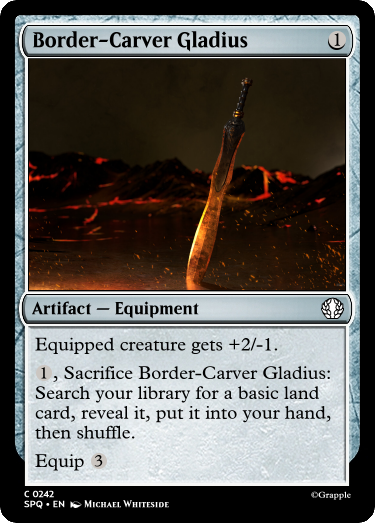 Border-Carver Gladius 1
Artifact — Equipment
Equipped creature gets +2/-1.
1, Sacrifice Border-Carver Gladius:
Search your library for a basic land
card, reveal it, put it into your hand,
then shuffle.
Equip 3
C 0242
SPQ • EN Michael Whiteside
©Grapple